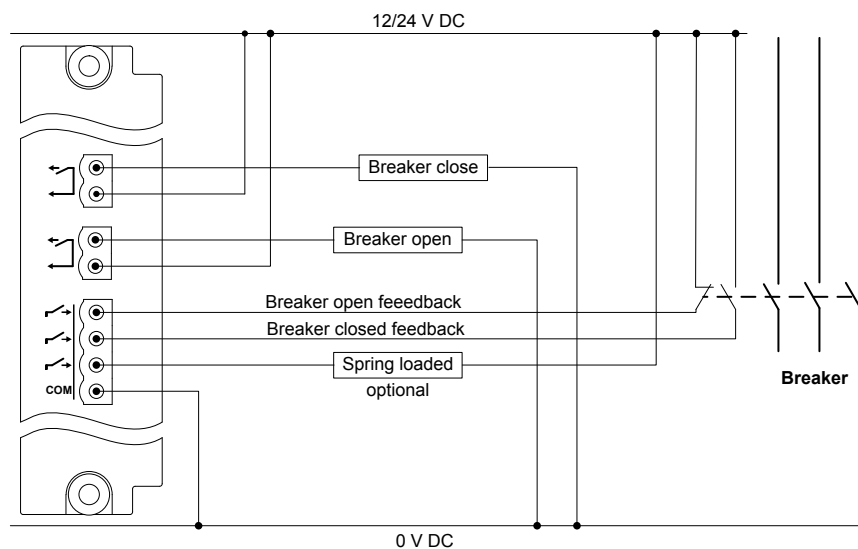 12/24 V DC
Breaker close
Breaker open
Breaker open feeedback
Breaker closed feedback
Spring loaded
optional
COM
Breaker
0 V DC